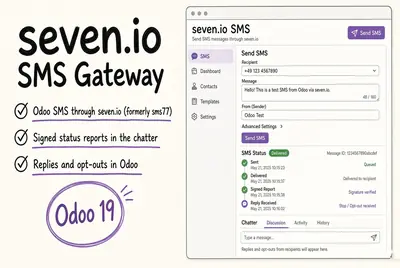 seven.io
SMS Gateway
Odoo SMS through seven.io (formerly sms77)
Signed status reports in the chatter
Replies and opt-outs in Odoo
Odoo 19
seven.io SMS
Send SMS messages through seven.io
Send SMS
SMS
Dashboard
Contacts
Templates
Settings
Send SMS
Recipient
+49 123 4567890
Message
Hello! This is a test SMS from Odoo via seven.io.
48 / 160
From (Sender)
Odoo Test
Advanced Settings
Send SMS
SMS Status
Delivered
Sent
Queued
Delivered
Delivered to recipient
Signed Report
Signature verified
Reply Received
Stop / Opt-out received
Chatter
Discussion
Activity
History
Type a message...
Replies and opt-outs from recipients will appear here.